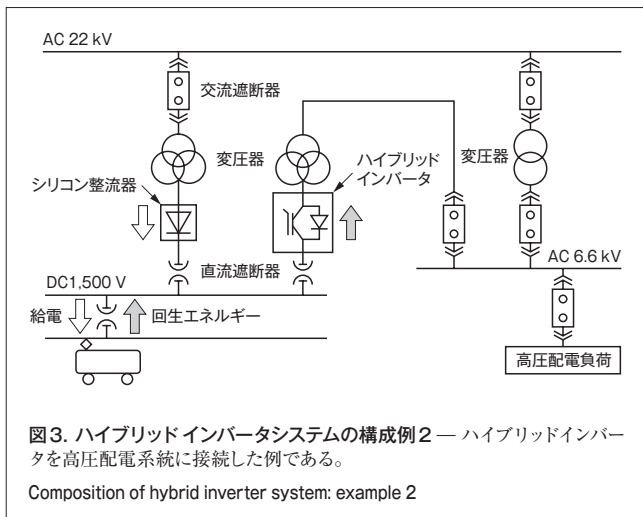 AC 22 kV
交流遮断器
変圧器
ハイブリッド
インバータ
変圧器
シリコン整流器
直流遮断器
AC 6.6 kV
DC1,500 V
給電
回生エネルギー
高圧配電負荷
図3. ハイブリッド インバータシステムの構成例2 — ハイブリッドインバー
タを高圧配電系統に接続した例である。
Composition of hybrid inverter system: example 2